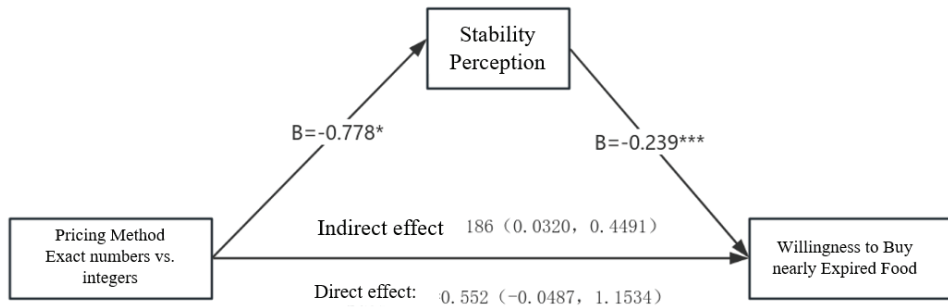 Stability
Perception
B=-0.778*
B=-0.239***
Pricing Method
Exact numbers vs.
integers
Indirect effect 186 (0.0320, 0.4491)
Willingness to Buy
nearly Expired Food
Direct effect: 0.552 (-0.0487, 1.1534)